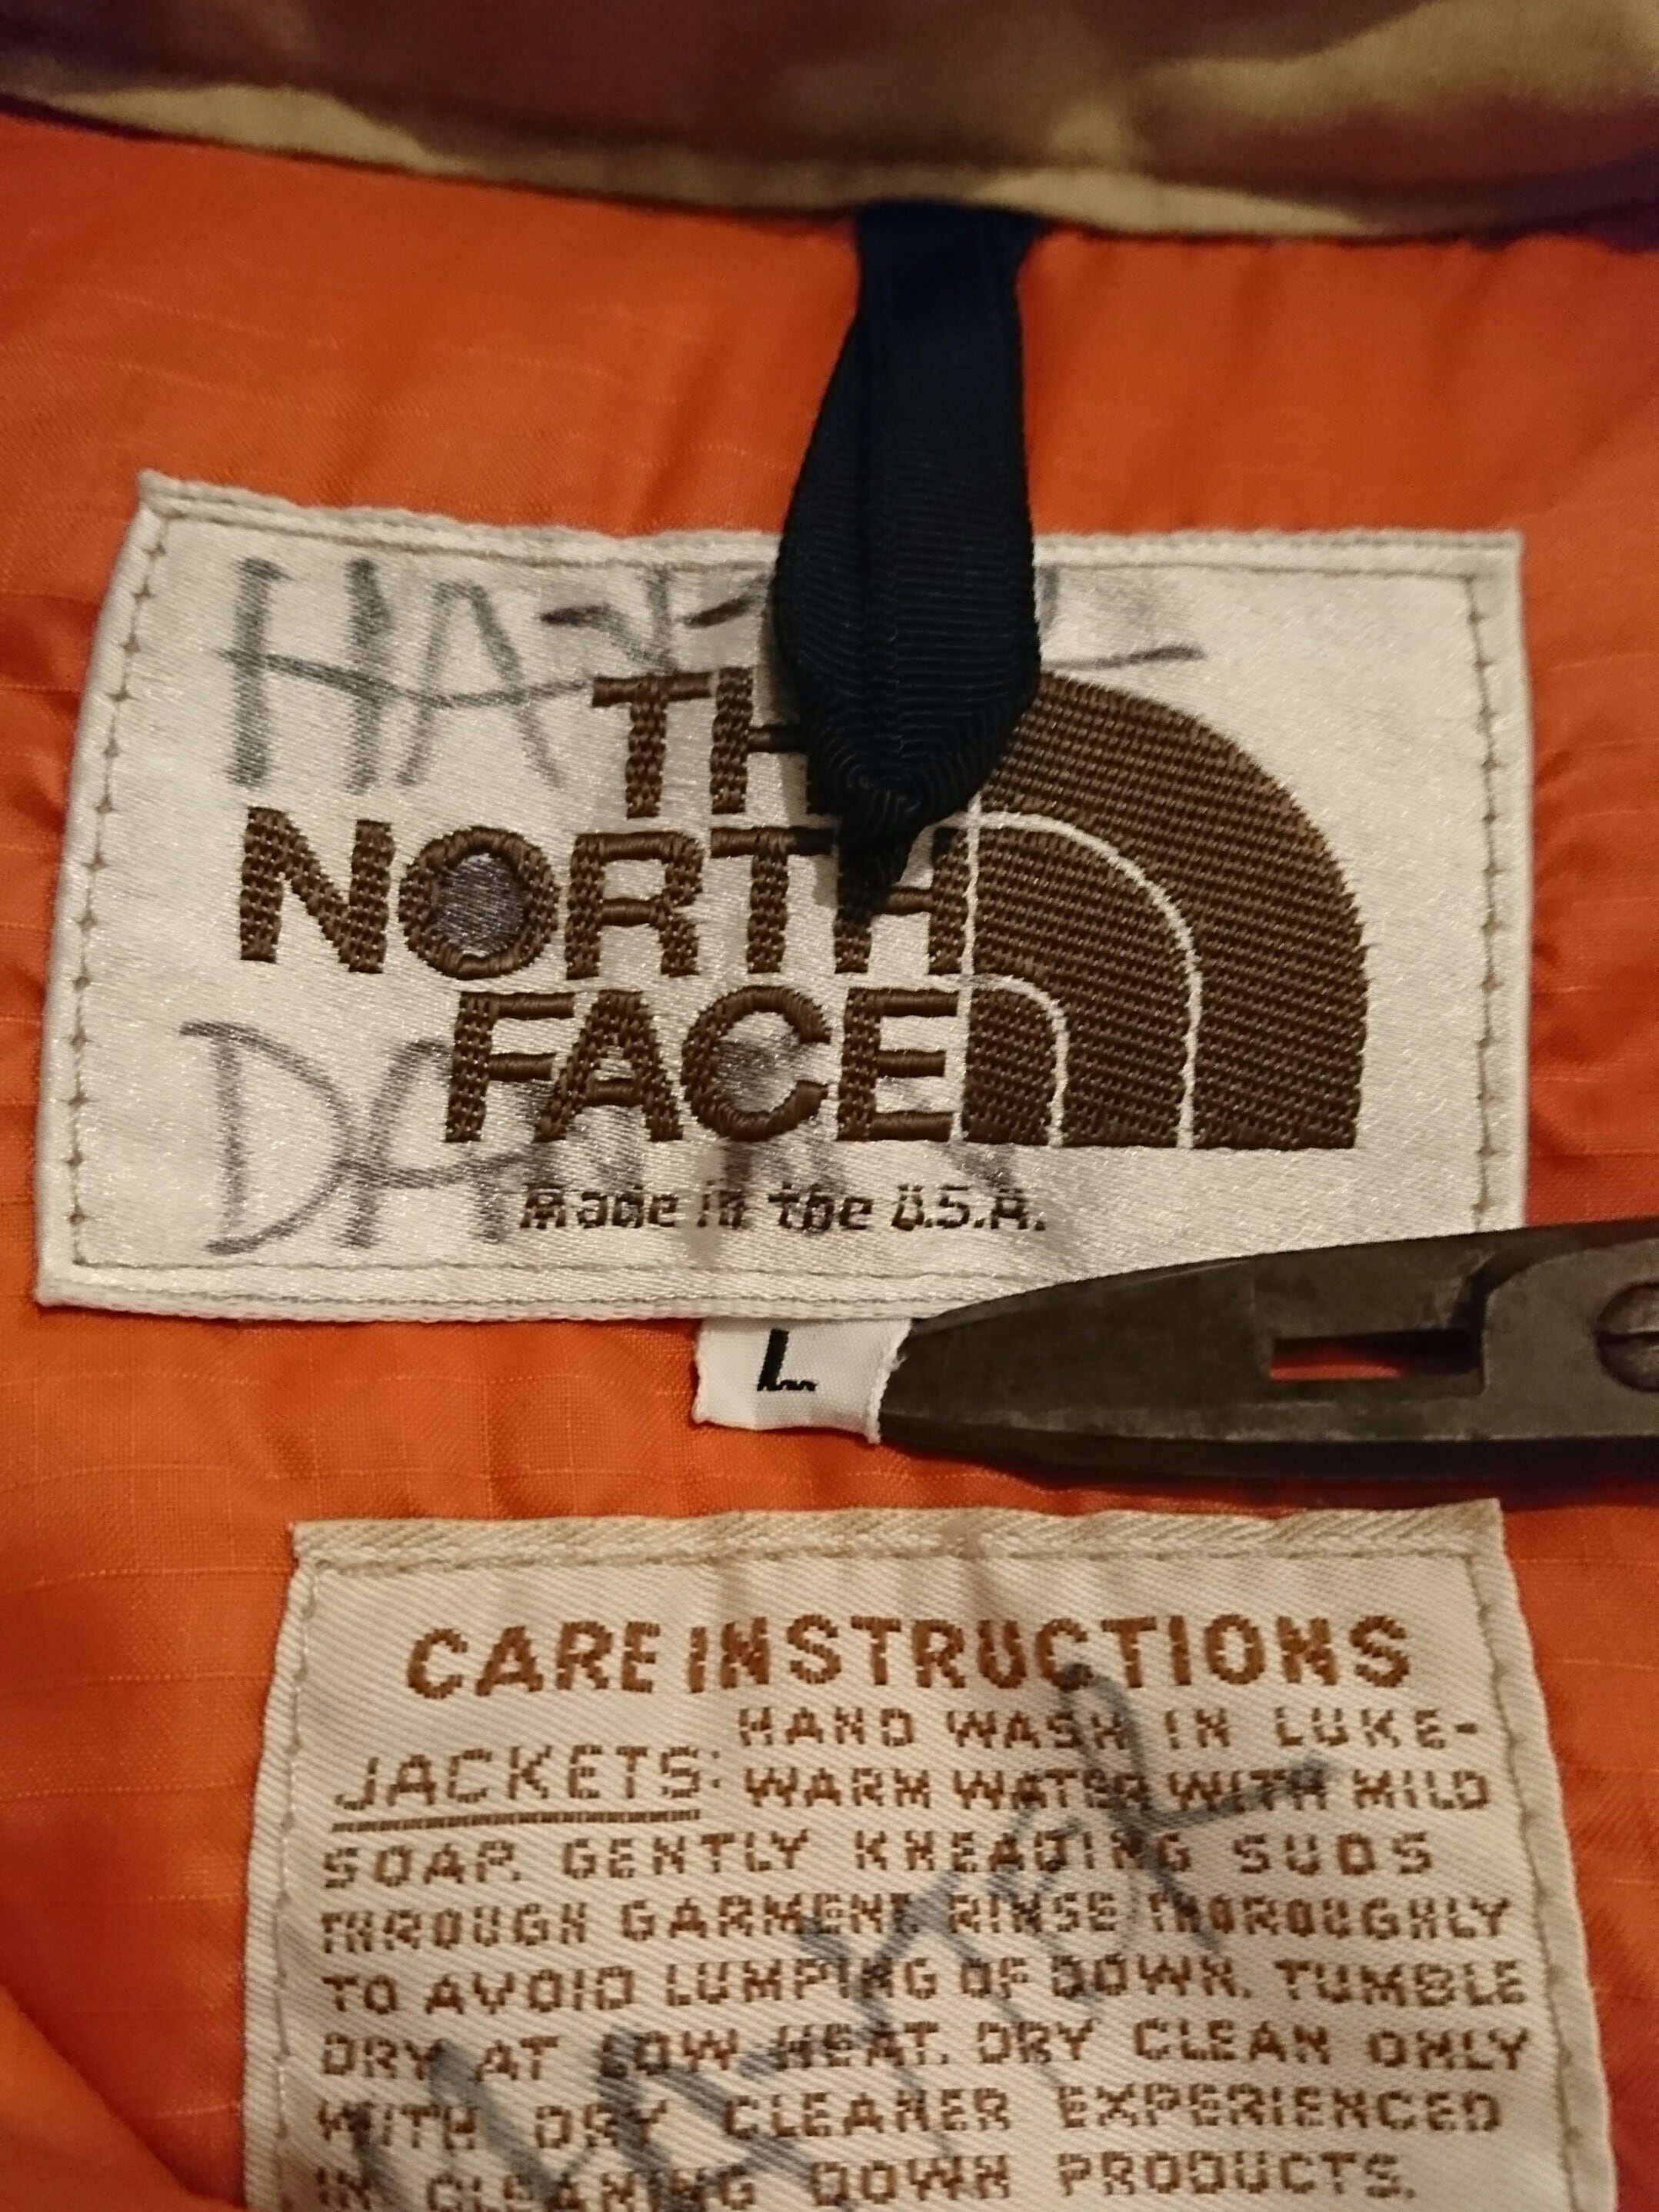 THE
NORTH
FACE
made in the U.S.A.
L
CARE INSTRUCTIONS
JACKETS: HAND WASH IN LUKE-
WARM WATER WITH MILD
SOAP. GENTLY KNEADING SUDS
THROUGH GARMENT. RINSE THOROUGHLY
TO AVOID LUMPING OF DOWN. TUMBLE
DRY AT LOW HEAT. DRY CLEAN ONLY
WITH DRY CLEANER EXPERIENCED
IN CLEANING DOWN PRODUCTS.